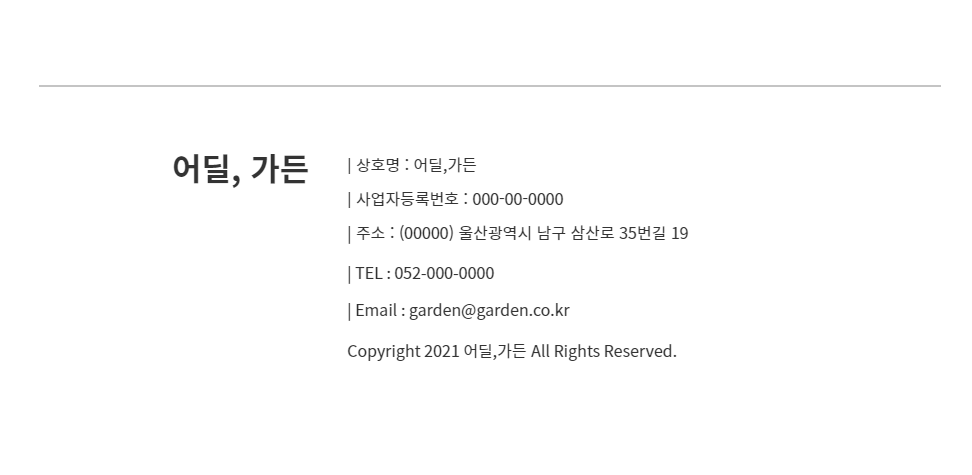 어딜, 가든
| 상호명 : 어딜,가든
| 사업자등록번호 : 000-00-0000
| 주소 : (00000) 울산광역시 남구 삼산로 35번길 19
| TEL : 052-000-0000
| Email : garden@garden.co.kr
Copyright 2021 어딜,가든 All Rights Reserved.